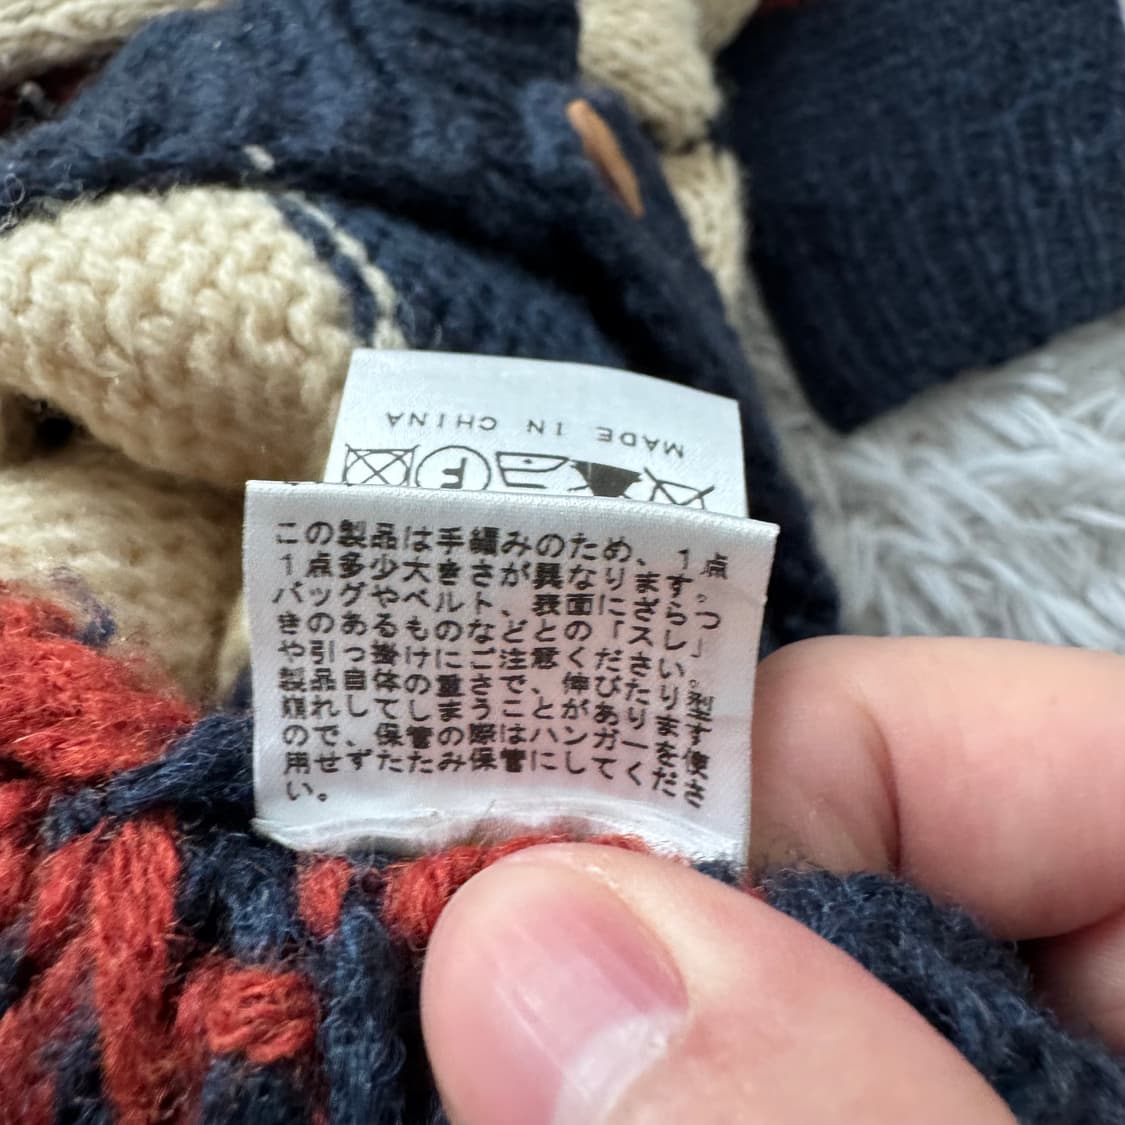 MADE IN CHINA
F
この製品は手編みのため、1点
1点多少大きさが異なります。
バッグやベルト、表面にざらつ
きのあるものなどとの「スらし」
や引っ掛けにご注意ください。
製品自体の重さで、伸びたり型
崩れしてしまうことがあります
ので、保管の際はハンガーを使
用せずたたみ保管にしてくださ
い。